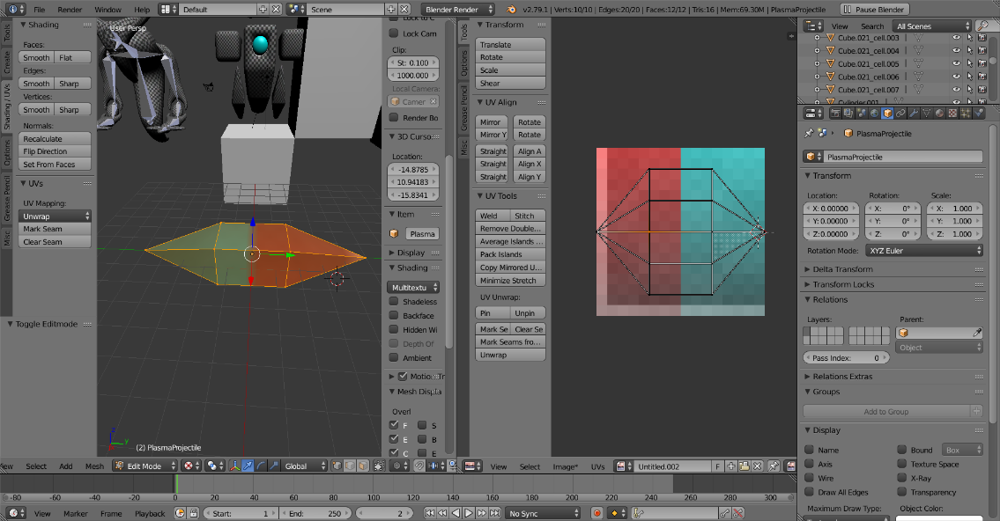 File Render Window Help Default Scene Blender Render v2.79.1 | Verts:10/10 | Edges:20/20 | Faces:12/12 | Tris:16 | Mem:69.30M | PlasmaProjectile Pause Blender
Tools
Create
Shading / UVs
Options
Grease Pencil
Misc
Shading
Faces:
Smooth Flat
Edges:
Smooth Sharp
Vertices:
Smooth Sharp
Normals:
Recalculate
Flip Direction
Set From Faces
UVs
UV Mapping:
Unwrap
Mark Seam
Clear Seam
Toggle Editmode
User Persp
(2) PlasmaProjectile
Lock to C
Lock Cam
Clip:
St: 0.100
1000.000
Local Camera:
Camer
Render Bo
3D Curso
Location:
-14.8785
10.94183
-15.8341
Item
Plasma
Display
Shading
Multitextu
Shadeless
Backface
Hidden Wi
Depth Of
Ambient
Motion Tr
Mesh Displa
Overl
F S
E B
C E
iew Select Add Mesh Edit Mode Global
Tools
Options
Grease Pencil
Misc
Transform
Translate
Rotate
Scale
Shear
UV Align
Mirror Rotate
Mirror Y Rotate
Straight Align A
Straight Align X
Straight Align Y
UV Tools
Weld Stitch
Remove Double...
Average Islands ...
Pack Islands
Copy Mirrored U...
Minimize Stretch
UV Unwrap:
Pin Unpin
Mark Se Clear Se
Mark Seams fro...
Unwrap
View Select Image* UVs Untitled.002 F
View Search All Scenes
Cube.021_cell.003
Cube.021_cell.004
Cube.021_cell.005
Cube.021_cell.006
Cube.021_cell.007
Cylinder.001
PlasmaProjectile
PlasmaProjectile
Transform
Location: Rotation: Scale:
X: 0.00000 X: 0° X: 1.000
Y: 0.00000 Y: 0° Y: 1.000
Z: 0.00000 Z: 0° Z: 1.000
Rotation Mode: XYZ Euler
Delta Transform
Transform Locks
Relations
Layers: Parent:
Object
Pass Index: 0
Relations Extras
Groups
Add to Group
Display
Name Bound Box
Axis Texture Space
Wire X-Ray
Draw All Edges Transparency
Maximum Draw Type: Object Color:
-80 -60 -40 -20 0 20 40 60 80 100 120 140 160 180 200 220 240 260 280 300
View Marker Frame Playback Start: 1 End: 250 2 No Sync